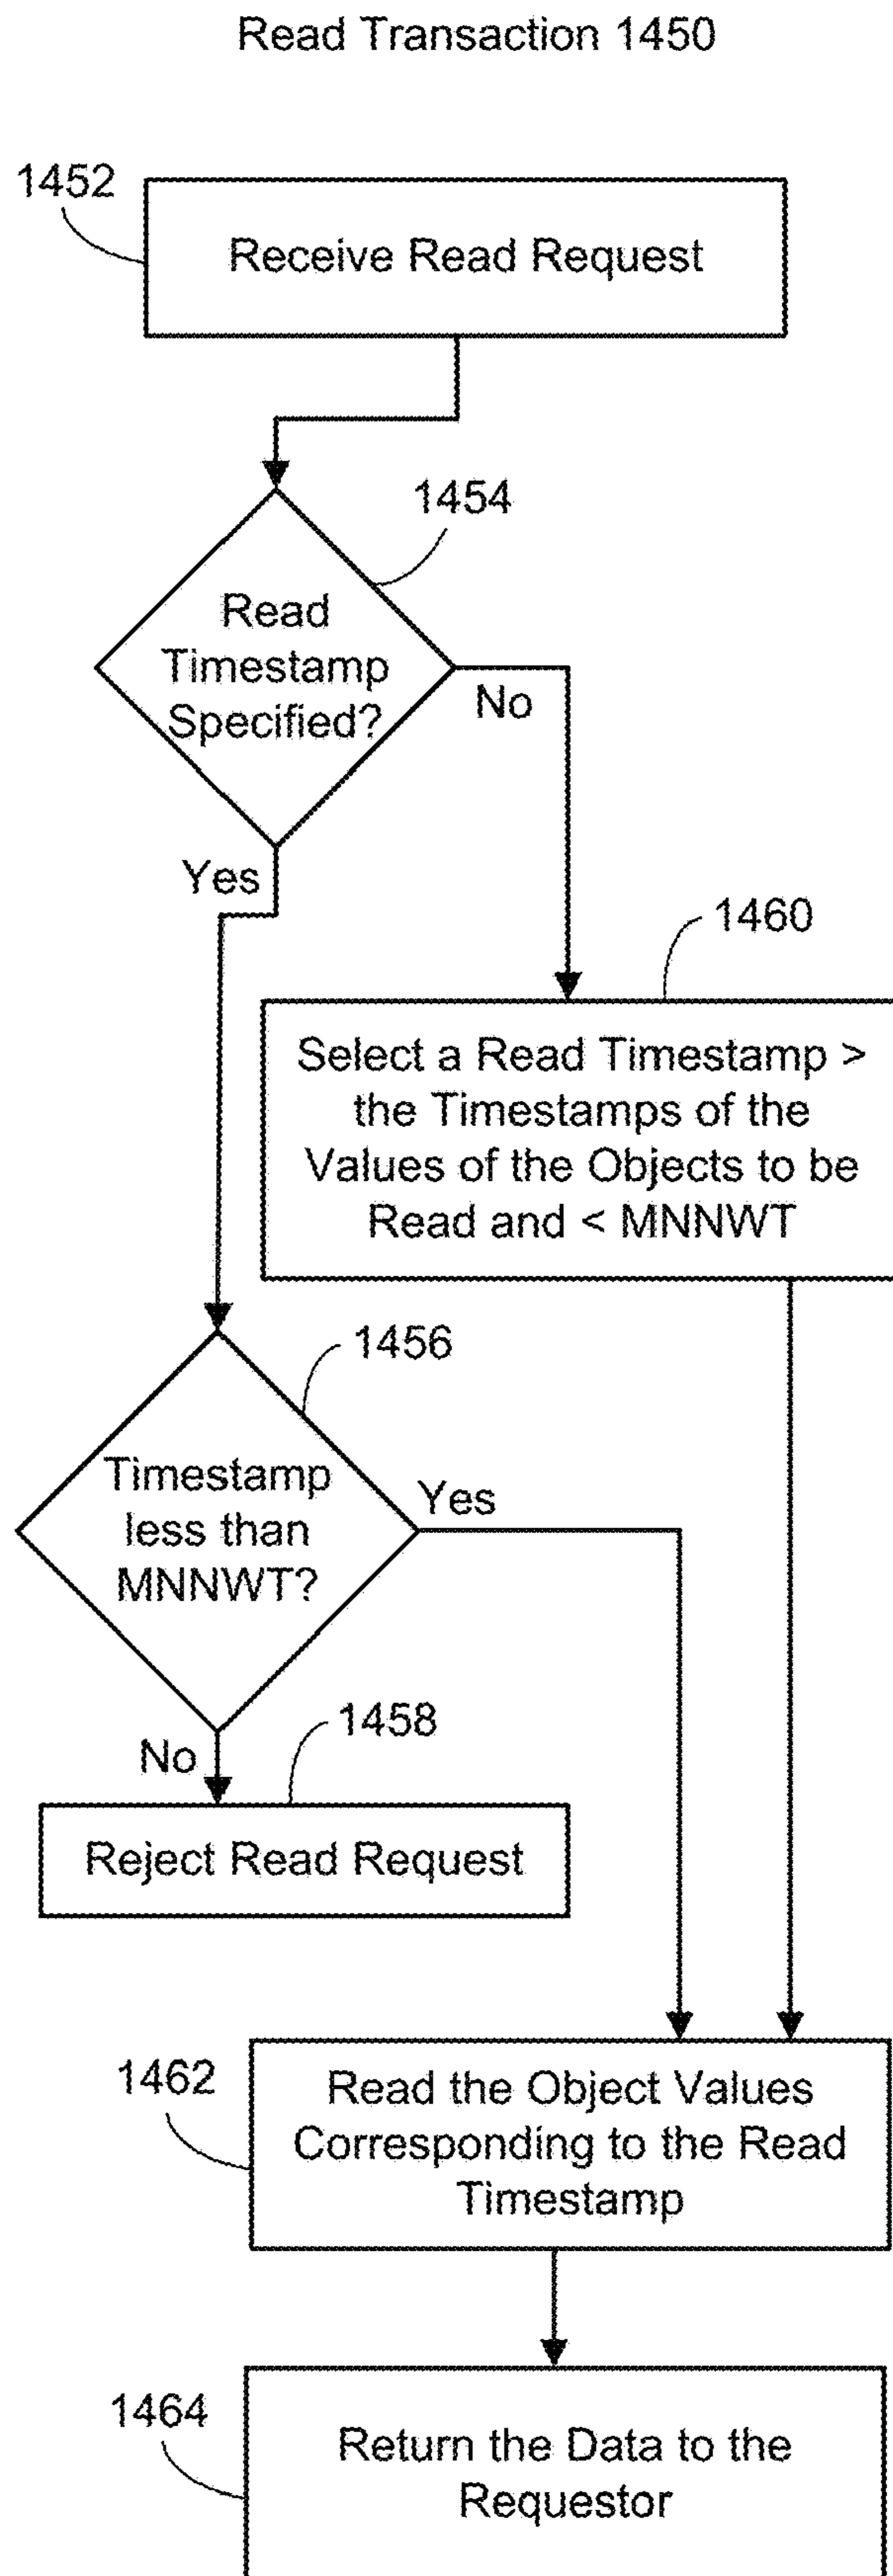 Read Transaction 1450
1452
Receive Read Request
1454
Read
Timestamp
Specified?
No
Yes
1460
Select a Read Timestamp >
the Timestamps of the
Values of the Objects to be
Read and < MNNWT
1456
Timestamp
less than
MNNWT?
Yes
1458
No
Reject Read Request
1462
Read the Object Values
Corresponding to the Read
Timestamp
1464
Return the Data to the
Requestor